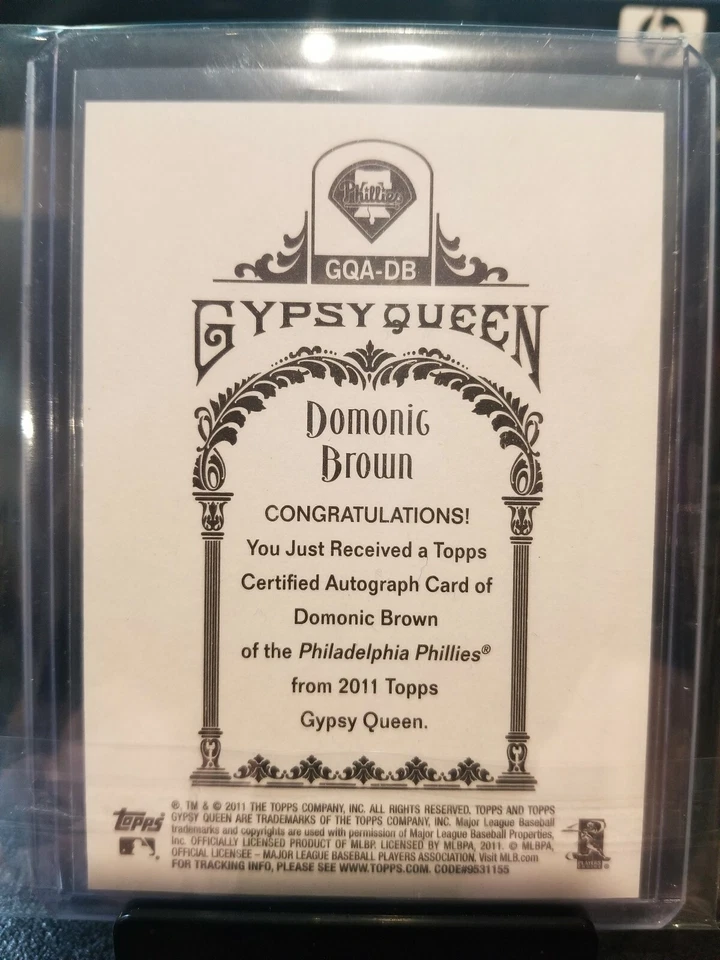 hp
Phillies
GQA-DB
GYPSY QUEEN
Domonic
Brown
CONGRATULATIONS!
You Just Received a Topps
Certified Autograph Card of
Domonic Brown
of the Philadelphia Phillies®
from 2011 Topps
Gypsy Queen.
Topps
®, TM & © 2011 THE TOPPS COMPANY, INC. ALL RIGHTS RESERVED. TOPPS AND TOPPS
GYPSY QUEEN ARE TRADEMARKS OF THE TOPPS COMPANY, INC. Major League Baseball
trademarks and copyrights are used with permission of Major League Baseball Properties,
Inc. OFFICIALLY LICENSED PRODUCT OF MLBP. LICENSED BY MLBPA, 2011. © MLBPA,
OFFICIAL LICENSEE – MAJOR LEAGUE BASEBALL PLAYERS ASSOCIATION. Visit MLB.com
FOR TRACKING INFO, PLEASE SEE WWW.TOPPS.COM. CODE#9531155